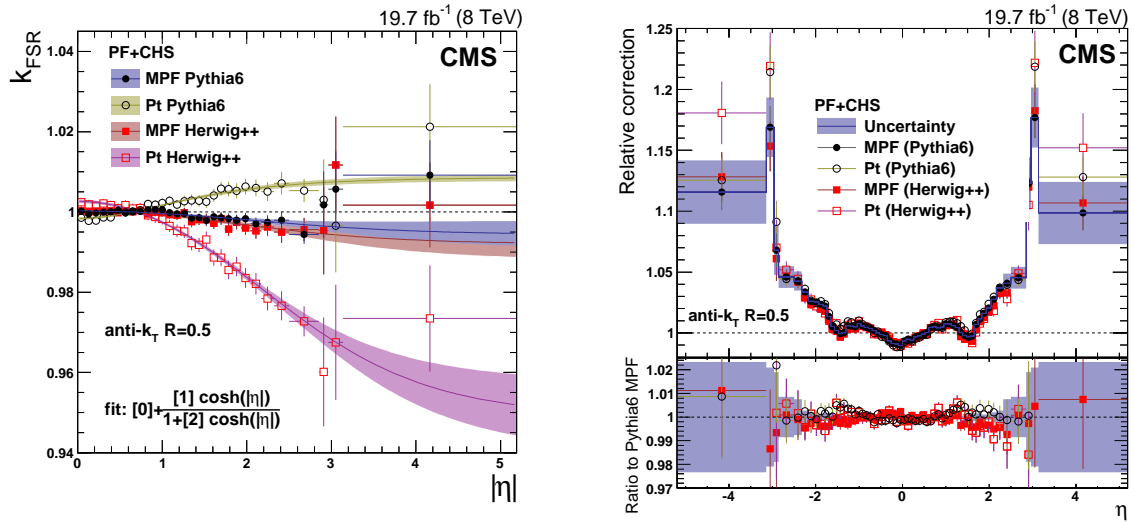 19.7 fb⁻¹ (8 TeV)
k_FSR
1.04
1.02
1
0.98
0.96
0.94
PF+CHS
CMS
MPF Pythia6
Pt Pythia6
MPF Herwig++
Pt Herwig++
anti-k_T R=0.5
fit: [0]+ [1] cosh(|η|)
1+[2] cosh(|η|)
0 1 2 3 4 5
|η|
19.7 fb⁻¹ (8 TeV)
Relative correction
1.25
1.2
1.15
1.1
1.05
1
CMS
PF+CHS
Uncertainty
MPF (Pythia6)
Pt (Pythia6)
MPF (Herwig++)
Pt (Herwig++)
anti-k_T R=0.5
Ratio to Pythia6 MPF
1.02
1.01
1
0.99
0.98
0.97
-4 -2 0 2 4
η